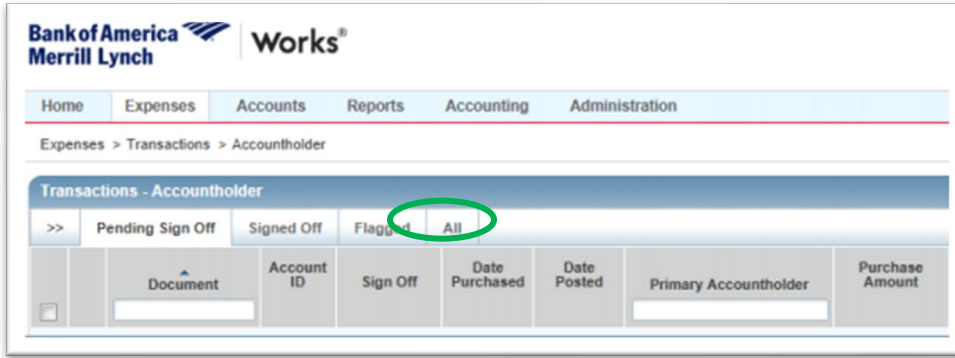 Bank of America
Merrill Lynch
Works®
Home Expenses Accounts Reports Accounting Administration
Expenses > Transactions > Accountholder
Transactions - Accountholder
>> Pending Sign Off Signed Off Flagged All
Document Account ID Sign Off Date Purchased Date Posted Primary Accountholder Purchase Amount